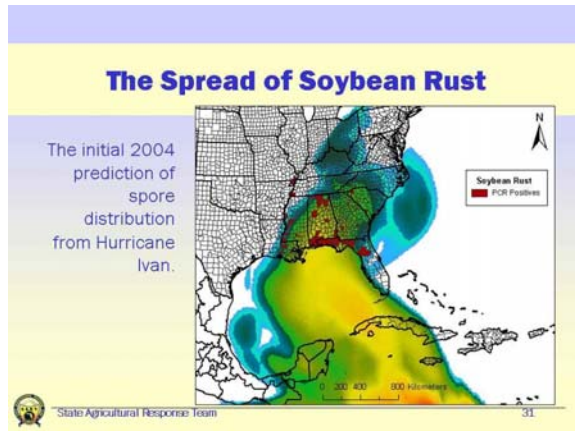 The Spread of Soybean Rust
The initial 2004
prediction of
spore
distribution
from Hurricane
Ivan.
N
Soybean Rust
PCR Positives
0 200 400 800 Kilometers
State Agricultural Response Team
31